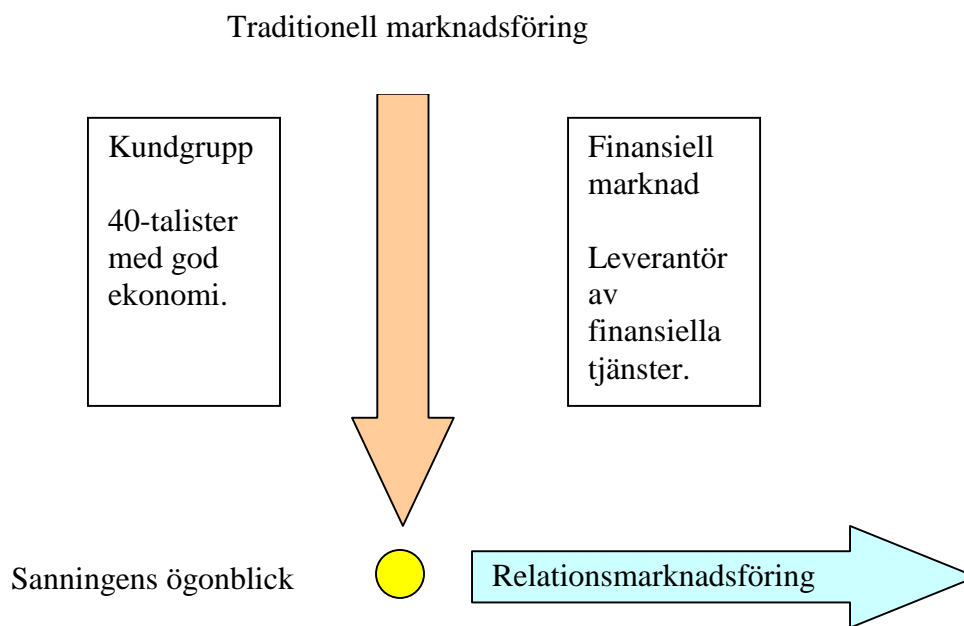 Traditionell marknadsföring
Kundgrupp
40-talister
med god
ekonomi.
Finansiell
marknad
Leverantör
av
finansiella
tjänster.
Sanningens ögonblick
Relationsmarknadsföring